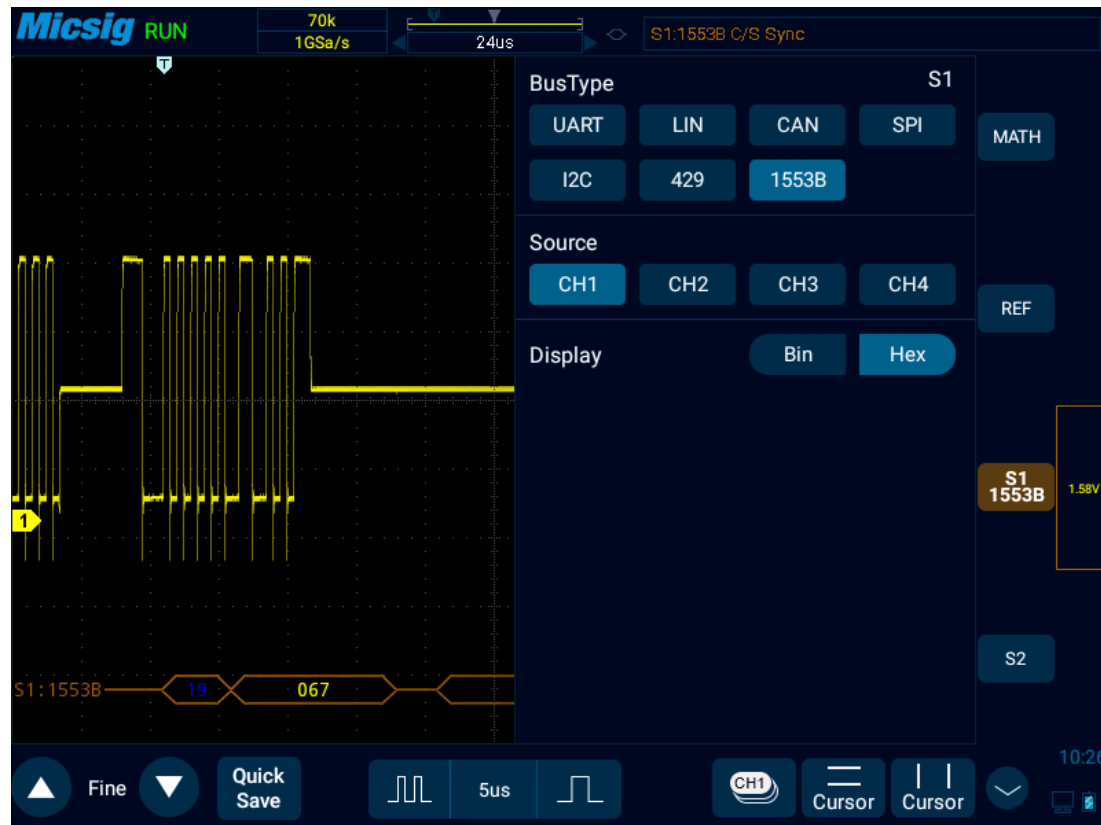 Micsig RUN 70k 1GSa/s T 24us S1:1553B C/S Sync
T
BusType S1
UART LIN CAN SPI
MATH
I2C 429 1553B
Source
CH1 CH2 CH3 CH4
REF
Display Bin Hex
S1
1553B
1.58V
1
S2
S1:1553B 19 067
10:26
Fine
Quick
Save
5us
CH1
Cursor
Cursor